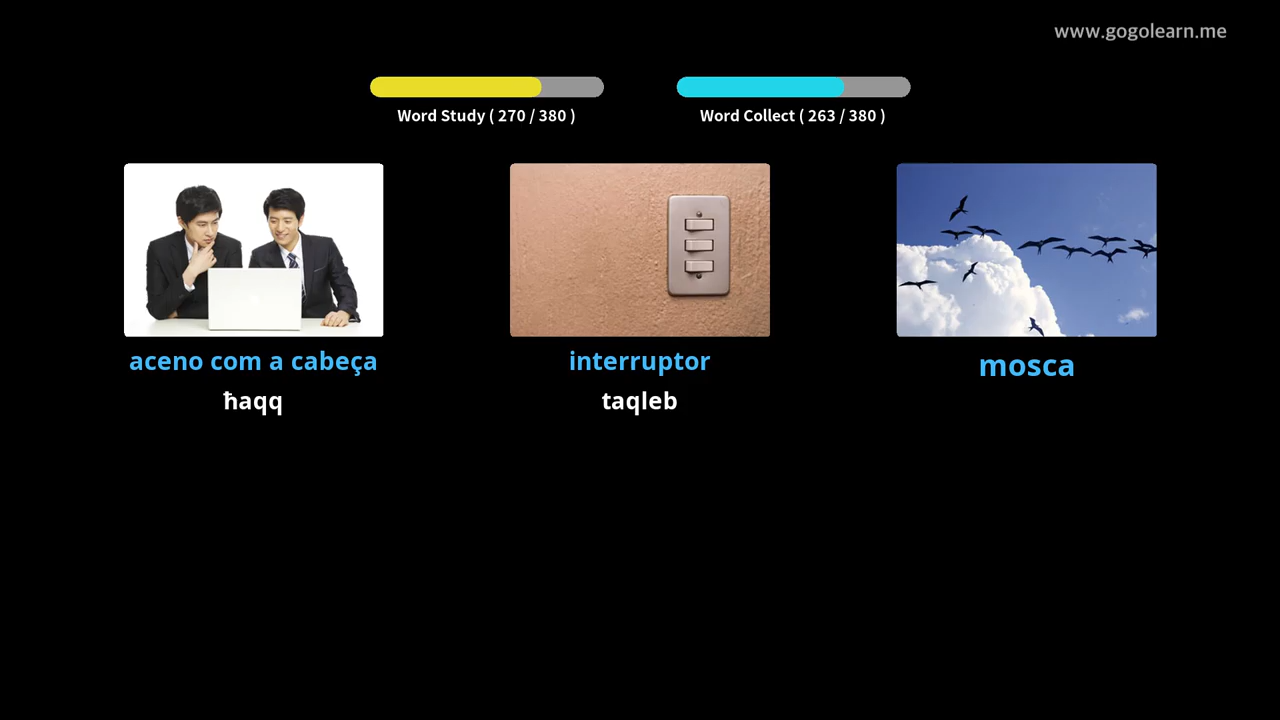 www.gogolearn.me
Word Study ( 270 / 380 )
Word Collect ( 263 / 380 )
aceno com a cabeça
interruptor
mosca
ħaqq
taqleb